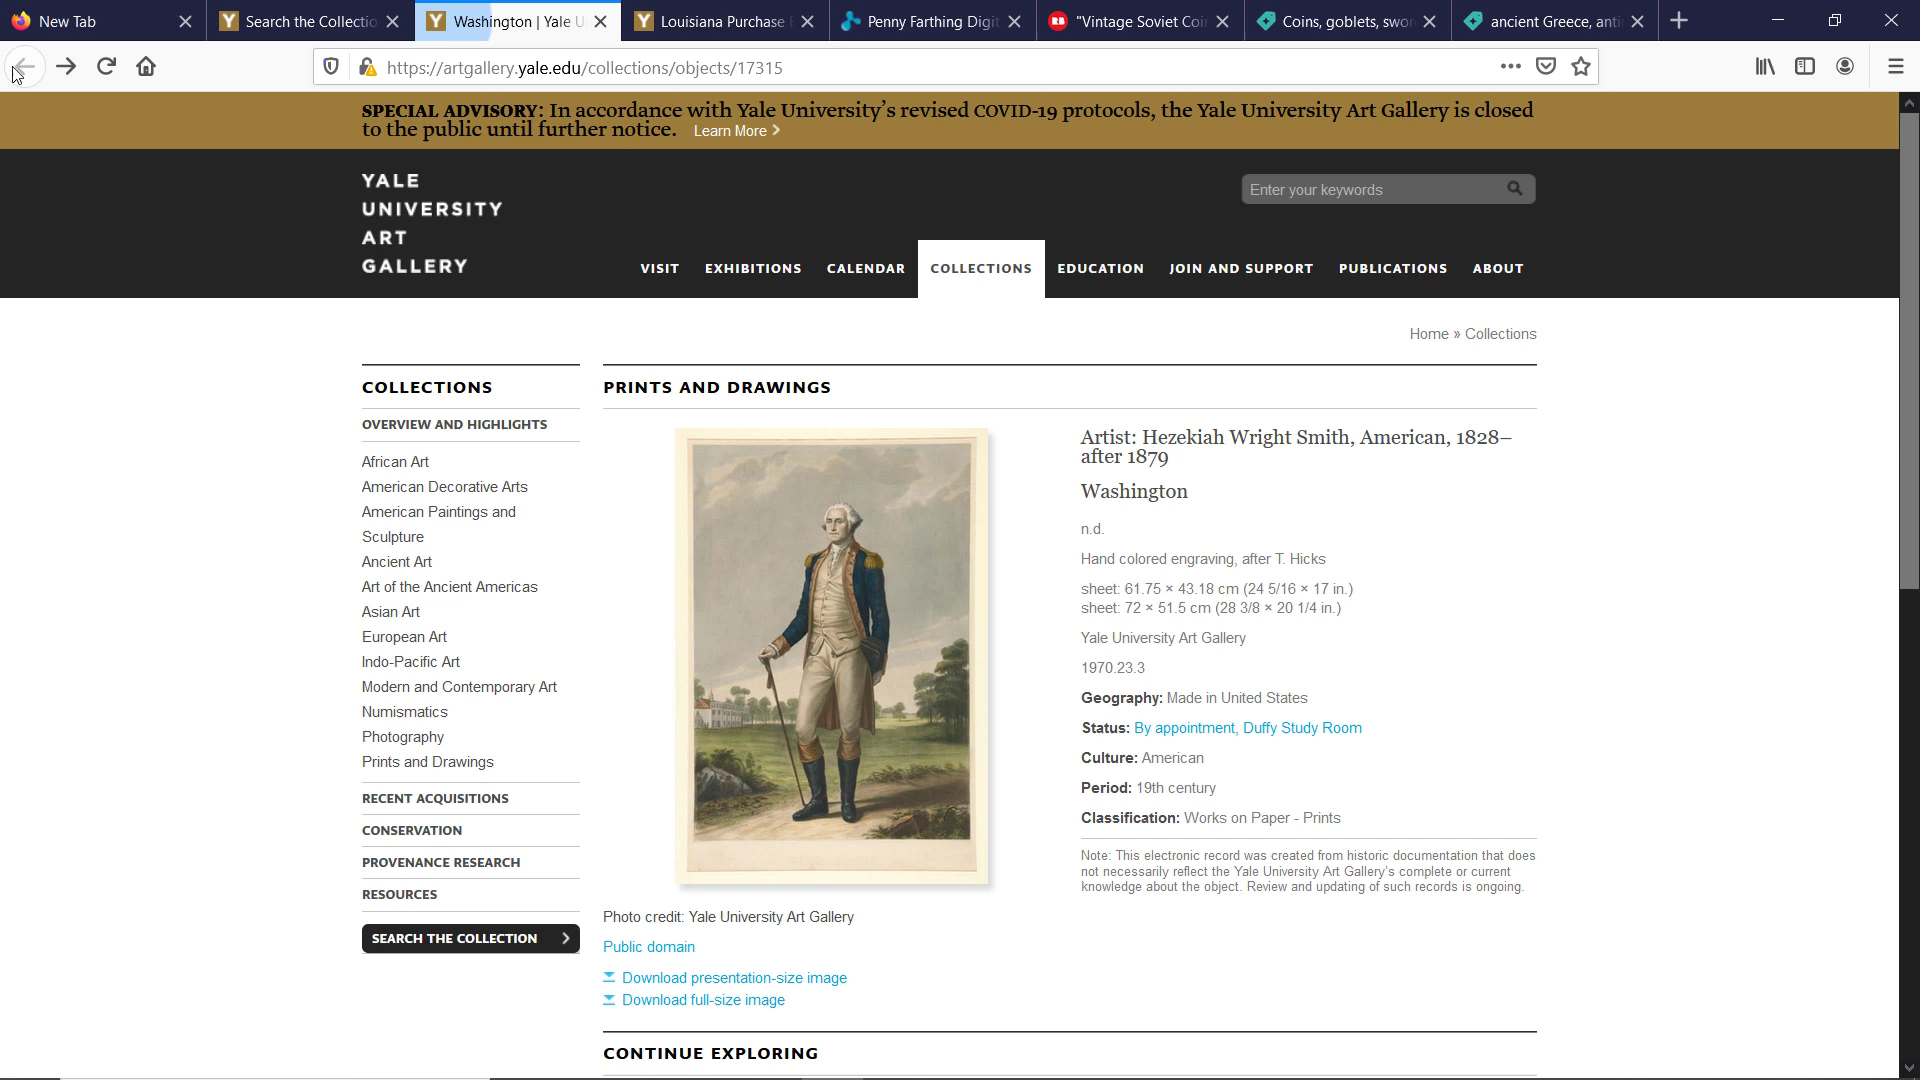 New Tab
Search the Collectio
Washington | Yale U
Louisiana Purchase
Penny Farthing Digit
"Vintage Soviet Coi
Coins, goblets, swor
ancient Greece, anti
https://artgallery.yale.edu/collections/objects/17315
SPECIAL ADVISORY: In accordance with Yale University's revised COVID-19 protocols, the Yale University Art Gallery is closed
to the public until further notice. Learn More >
YALE
UNIVERSITY
ART
GALLERY
Enter your keywords
VISIT EXHIBITIONS CALENDAR COLLECTIONS EDUCATION JOIN AND SUPPORT PUBLICATIONS ABOUT
Home » Collections
COLLECTIONS
OVERVIEW AND HIGHLIGHTS
African Art
American Decorative Arts
American Paintings and
Sculpture
Ancient Art
Art of the Ancient Americas
Asian Art
European Art
Indo-Pacific Art
Modern and Contemporary Art
Numismatics
Photography
Prints and Drawings
RECENT ACQUISITIONS
CONSERVATION
PROVENANCE RESEARCH
RESOURCES
SEARCH THE COLLECTION >
PRINTS AND DRAWINGS
Artist: Hezekiah Wright Smith, American, 1828–
after 1879
Washington
n.d.
Hand colored engraving, after T. Hicks
sheet: 61.75 × 43.18 cm (24 5/16 × 17 in.)
sheet: 72 × 51.5 cm (28 3/8 × 20 1/4 in.)
Yale University Art Gallery
1970.23.3
Geography: Made in United States
Status: By appointment, Duffy Study Room
Culture: American
Period: 19th century
Classification: Works on Paper - Prints
Note: This electronic record was created from historic documentation that does
not necessarily reflect the Yale University Art Gallery's complete or current
knowledge about the object. Review and updating of such records is ongoing.
Photo credit: Yale University Art Gallery
Public domain
Download presentation-size image
Download full-size image
CONTINUE EXPLORING